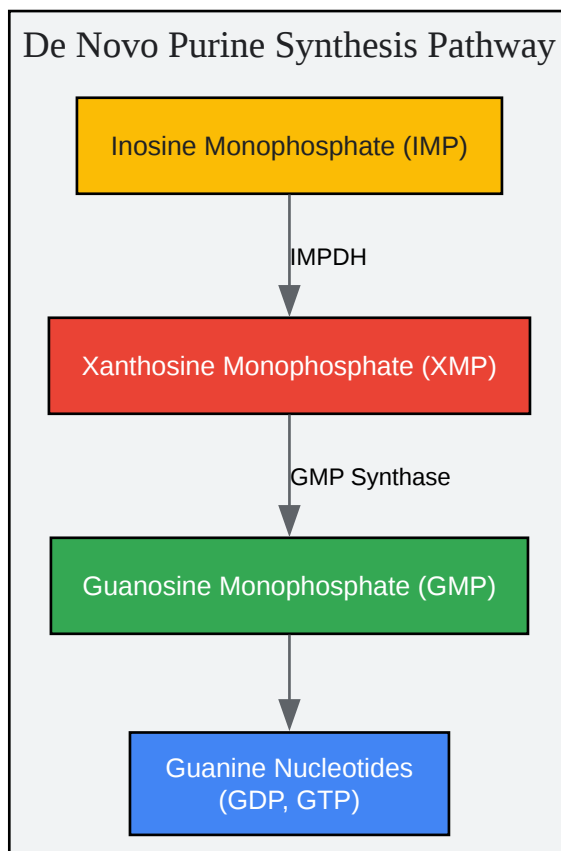 De Novo Purine Synthesis Pathway
Inosine Monophosphate (IMP)
IMPDH
Xanthosine Monophosphate (XMP)
GMP Synthase
Guanosine Monophosphate (GMP)
Guanine Nucleotides
(GDP, GTP)